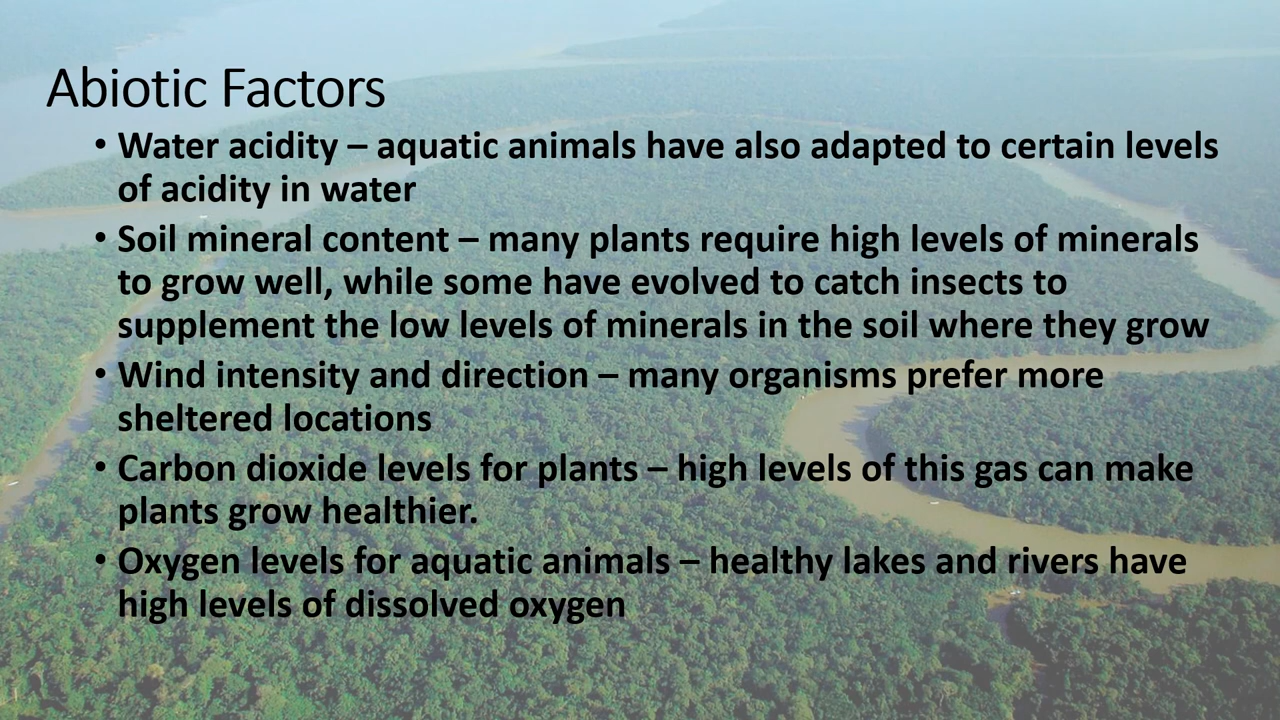 Abiotic Factors
• Water acidity – aquatic animals have also adapted to certain levels
of acidity in water
• Soil mineral content – many plants require high levels of minerals
to grow well, while some have evolved to catch insects to
supplement the low levels of minerals in the soil where they grow
• Wind intensity and direction – many organisms prefer more
sheltered locations
• Carbon dioxide levels for plants – high levels of this gas can make
plants grow healthier.
• Oxygen levels for aquatic animals – healthy lakes and rivers have
high levels of dissolved oxygen